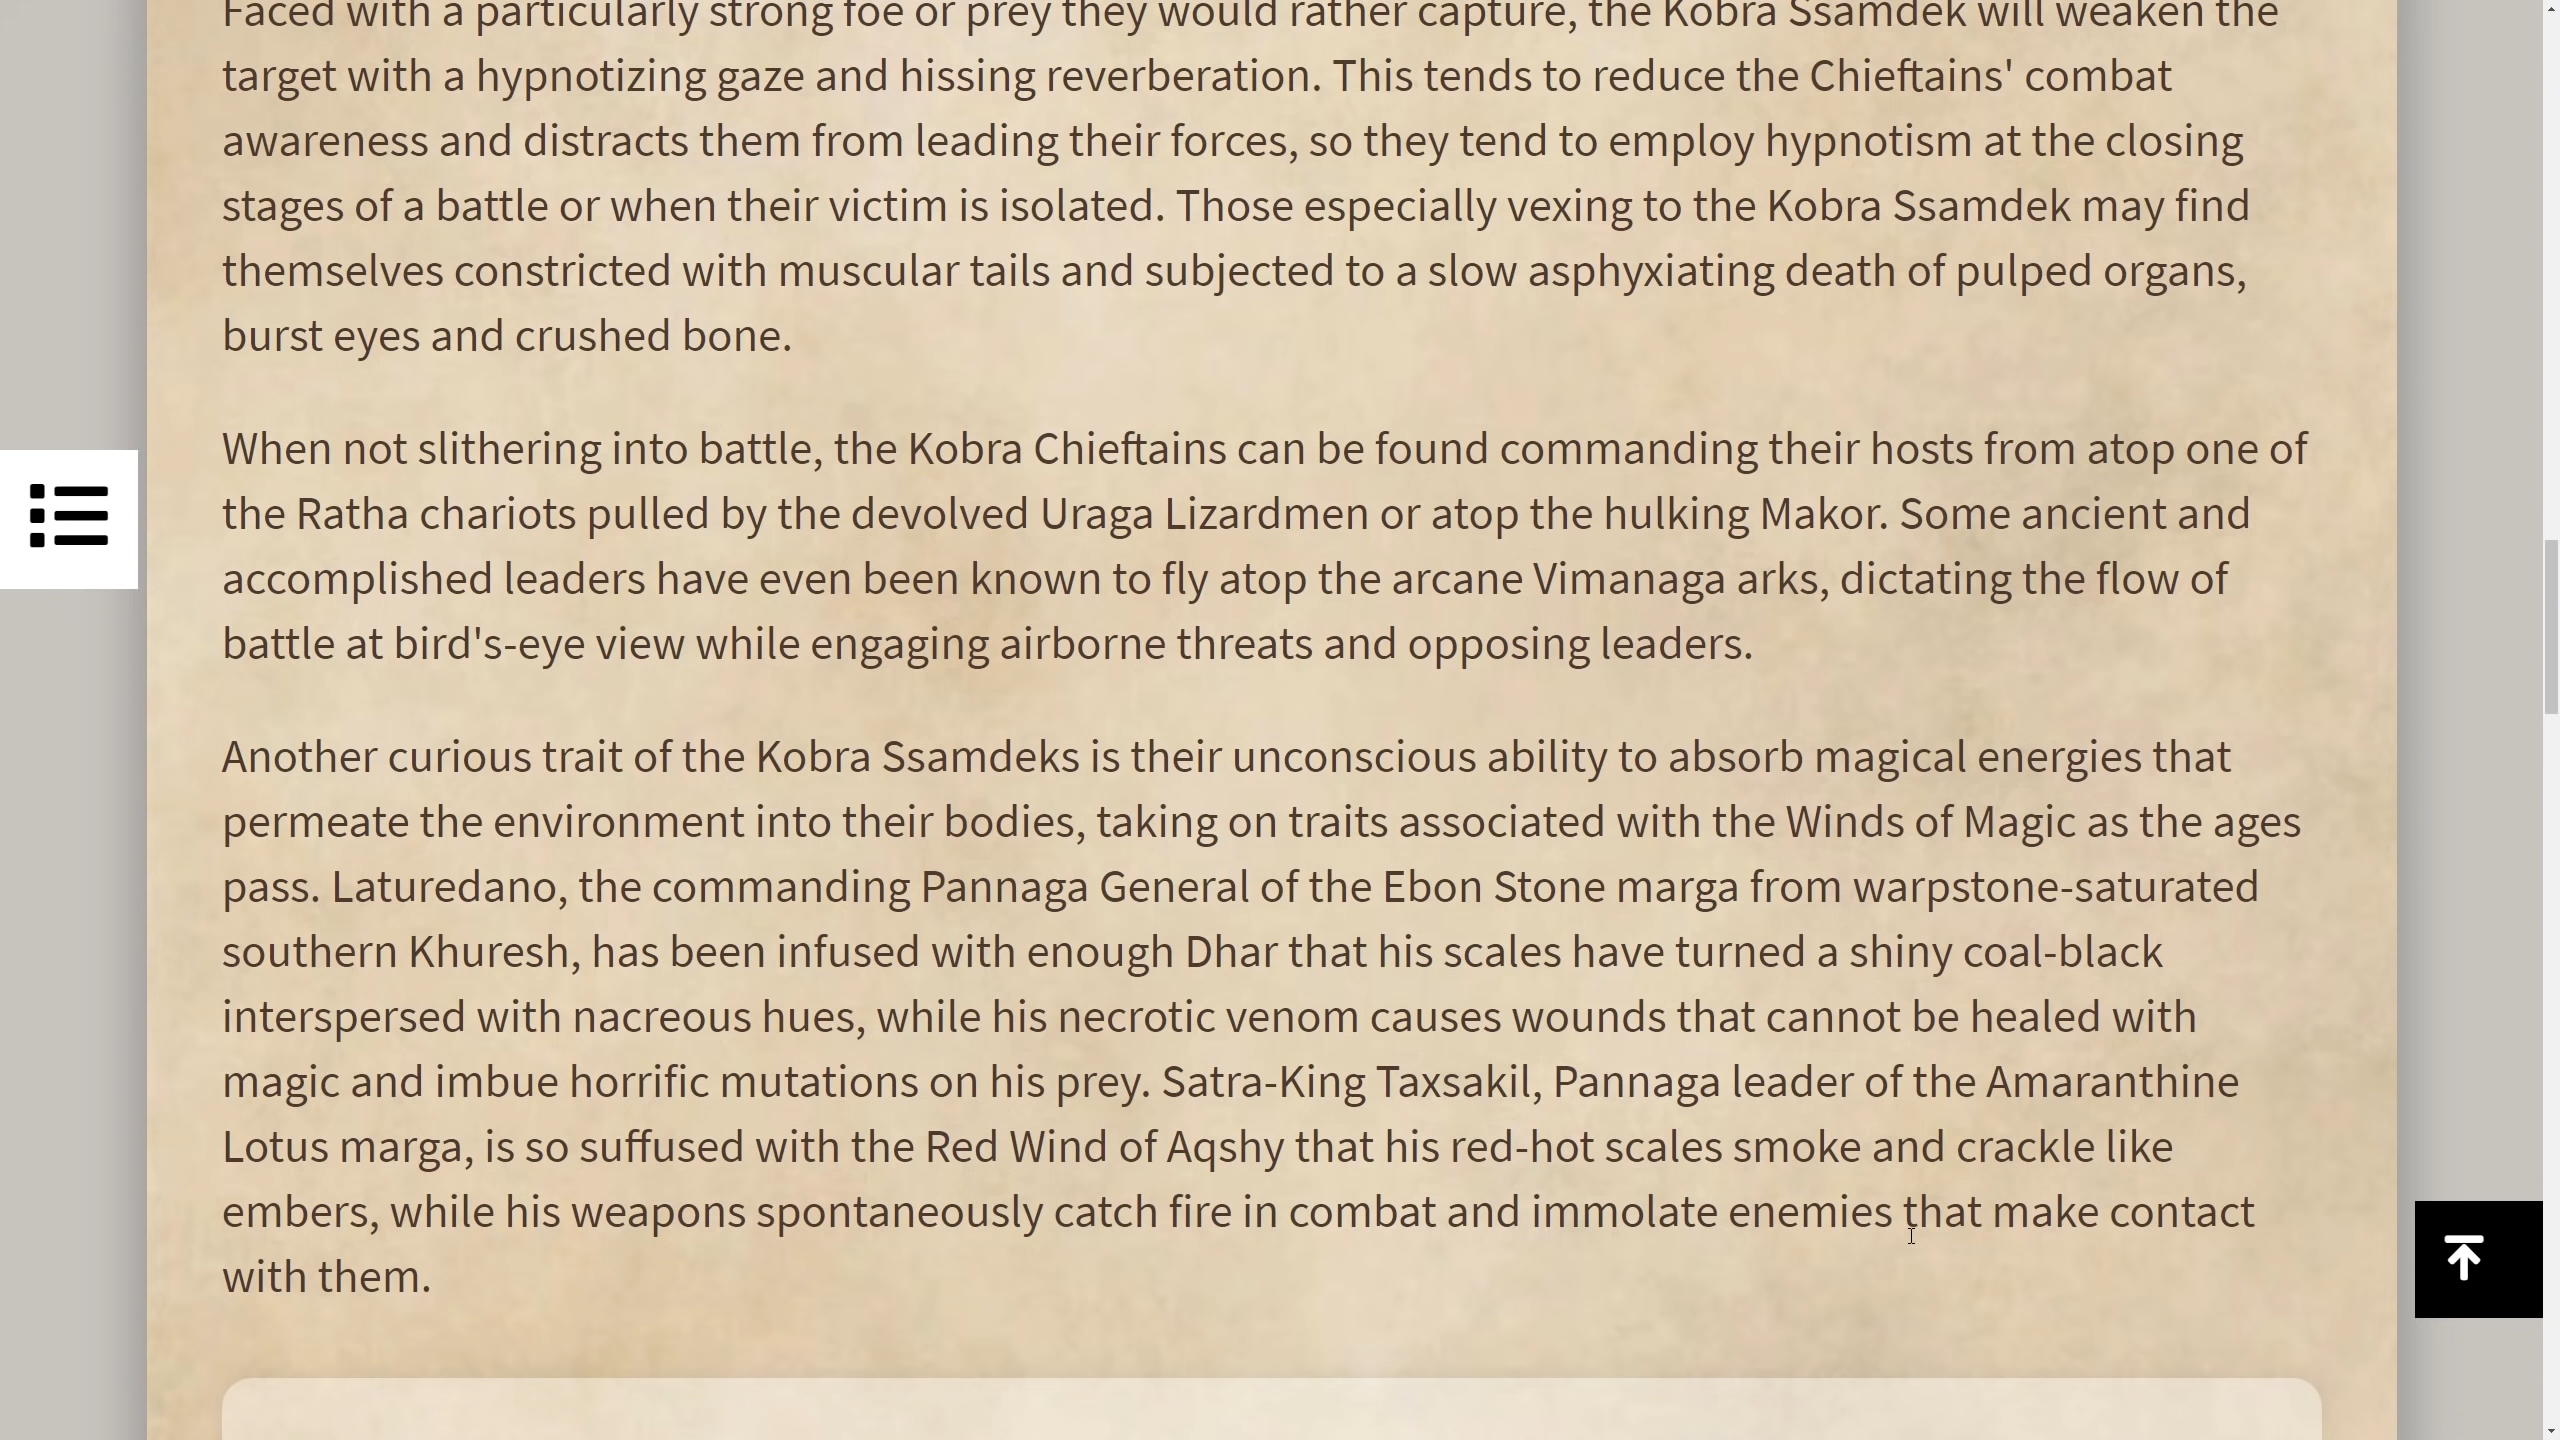 Faced with a particularly strong foe or prey they would rather capture, the Kobra Ssamdek will weaken the
target with a hypnotizing gaze and hissing reverberation. This tends to reduce the Chieftains' combat
awareness and distracts them from leading their forces, so they tend to employ hypnotism at the closing
stages of a battle or when their victim is isolated. Those especially vexing to the Kobra Ssamdek may find
themselves constricted with muscular tails and subjected to a slow asphyxiating death of pulped organs,
burst eyes and crushed bone.
When not slithering into battle, the Kobra Chieftains can be found commanding their hosts from atop one of
the Ratha chariots pulled by the devolved Uraga Lizardmen or atop the hulking Makor. Some ancient and
accomplished leaders have even been known to fly atop the arcane Vimanaga arks, dictating the flow of
battle at bird's-eye view while engaging airborne threats and opposing leaders.
Another curious trait of the Kobra Ssamdeks is their unconscious ability to absorb magical energies that
permeate the environment into their bodies, taking on traits associated with the Winds of Magic as the ages
pass. Laturedano, the commanding Pannaga General of the Ebon Stone marga from warpstone-saturated
southern Khuresh, has been infused with enough Dhar that his scales have turned a shiny coal-black
interspersed with nacreous hues, while his necrotic venom causes wounds that cannot be healed with
magic and imbue horrific mutations on his prey. Satra-King Taxsakil, Pannaga leader of the Amaranthine
Lotus marga, is so suffused with the Red Wind of Aqshy that his red-hot scales smoke and crackle like
embers, while his weapons spontaneously catch fire in combat and immolate enemies that make contact
with them.